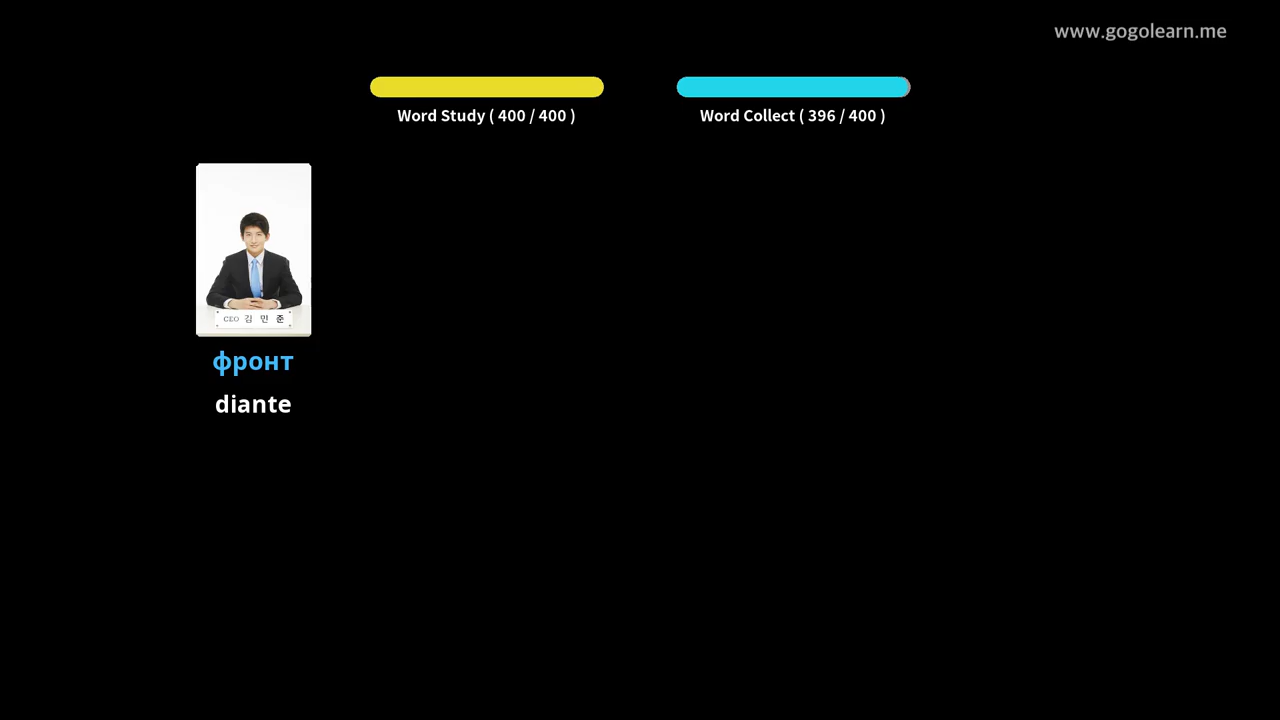 www.gogolearn.me
Word Study ( 400 / 400 )
Word Collect ( 396 / 400 )
CEO 김 민 준
фронт
diante